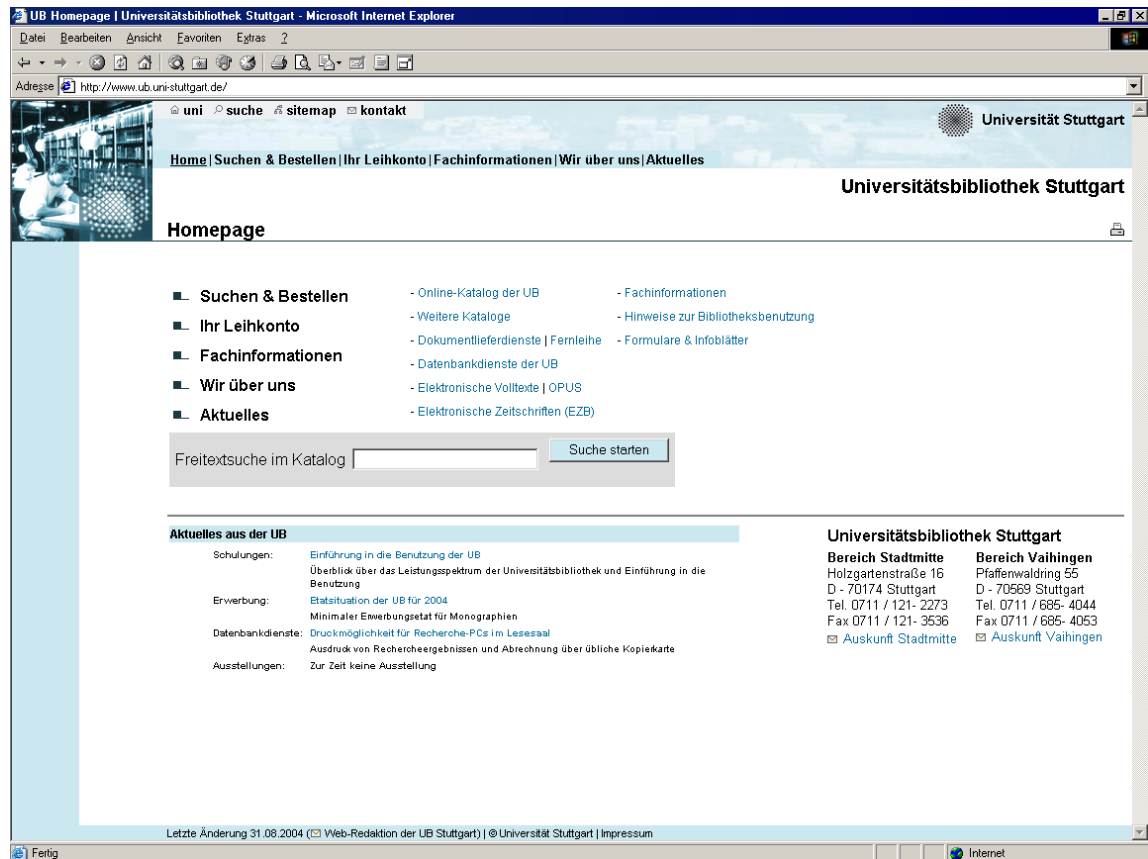 UB Homepage | Universitätsbibliothek Stuttgart - Microsoft Internet Explorer
Datei Bearbeiten Ansicht Favoriten Extras ?
Adresse http://www.ub.uni-stuttgart.de/
uni suche sitemap kontakt
Universität Stuttgart
Home|Suchen & Bestellen|Ihr Leihkonto|Fachinformationen|Wir über uns|Aktuelles
Universitätsbibliothek Stuttgart
Homepage
Suchen & Bestellen
Ihr Leihkonto
Fachinformationen
Wir über uns
Aktuelles
- Online-Katalog der UB
- Weitere Kataloge
- Dokumentlieferdienste | Fernleihe
- Datenbankdienste der UB
- Elektronische Volltexte | OPUS
- Elektronische Zeitschriften (EZB)
- Fachinformationen
- Hinweise zur Bibliotheksbenutzung
- Formulare & Infoblätter
Freitextsuche im Katalog Suche starten
Aktuelles aus der UB
Schulungen: Einführung in die Benutzung der UB
Überblick über das Leistungsspektrum der Universitätsbibliothek und Einführung in die
Benutzung
Erwerbung: Etatsituation der UB für 2004
Minimaler Erwerbungsetat für Monographien
Datenbankdienste: Druckmöglichkeit für Recherche-PCs im Lesesaal
Ausdruck von Rechercheergebnissen und Abrechnung über übliche Kopierkarte
Ausstellungen: Zur Zeit keine Ausstellung
Universitätsbibliothek Stuttgart
Bereich Stadtmitte
Holzgartenstraße 16
D - 70174 Stuttgart
Tel. 0711 / 121- 2273
Fax 0711 / 121- 3536
Auskunft Stadtmitte
Bereich Vaihingen
Pfaffenwaldring 55
D - 70569 Stuttgart
Tel. 0711 / 685- 4044
Fax 0711 / 685- 4053
Auskunft Vaihingen
Letzte Änderung 31.08.2004 (Web-Redaktion der UB Stuttgart) | © Universität Stuttgart | Impressum
Fertig
Internet